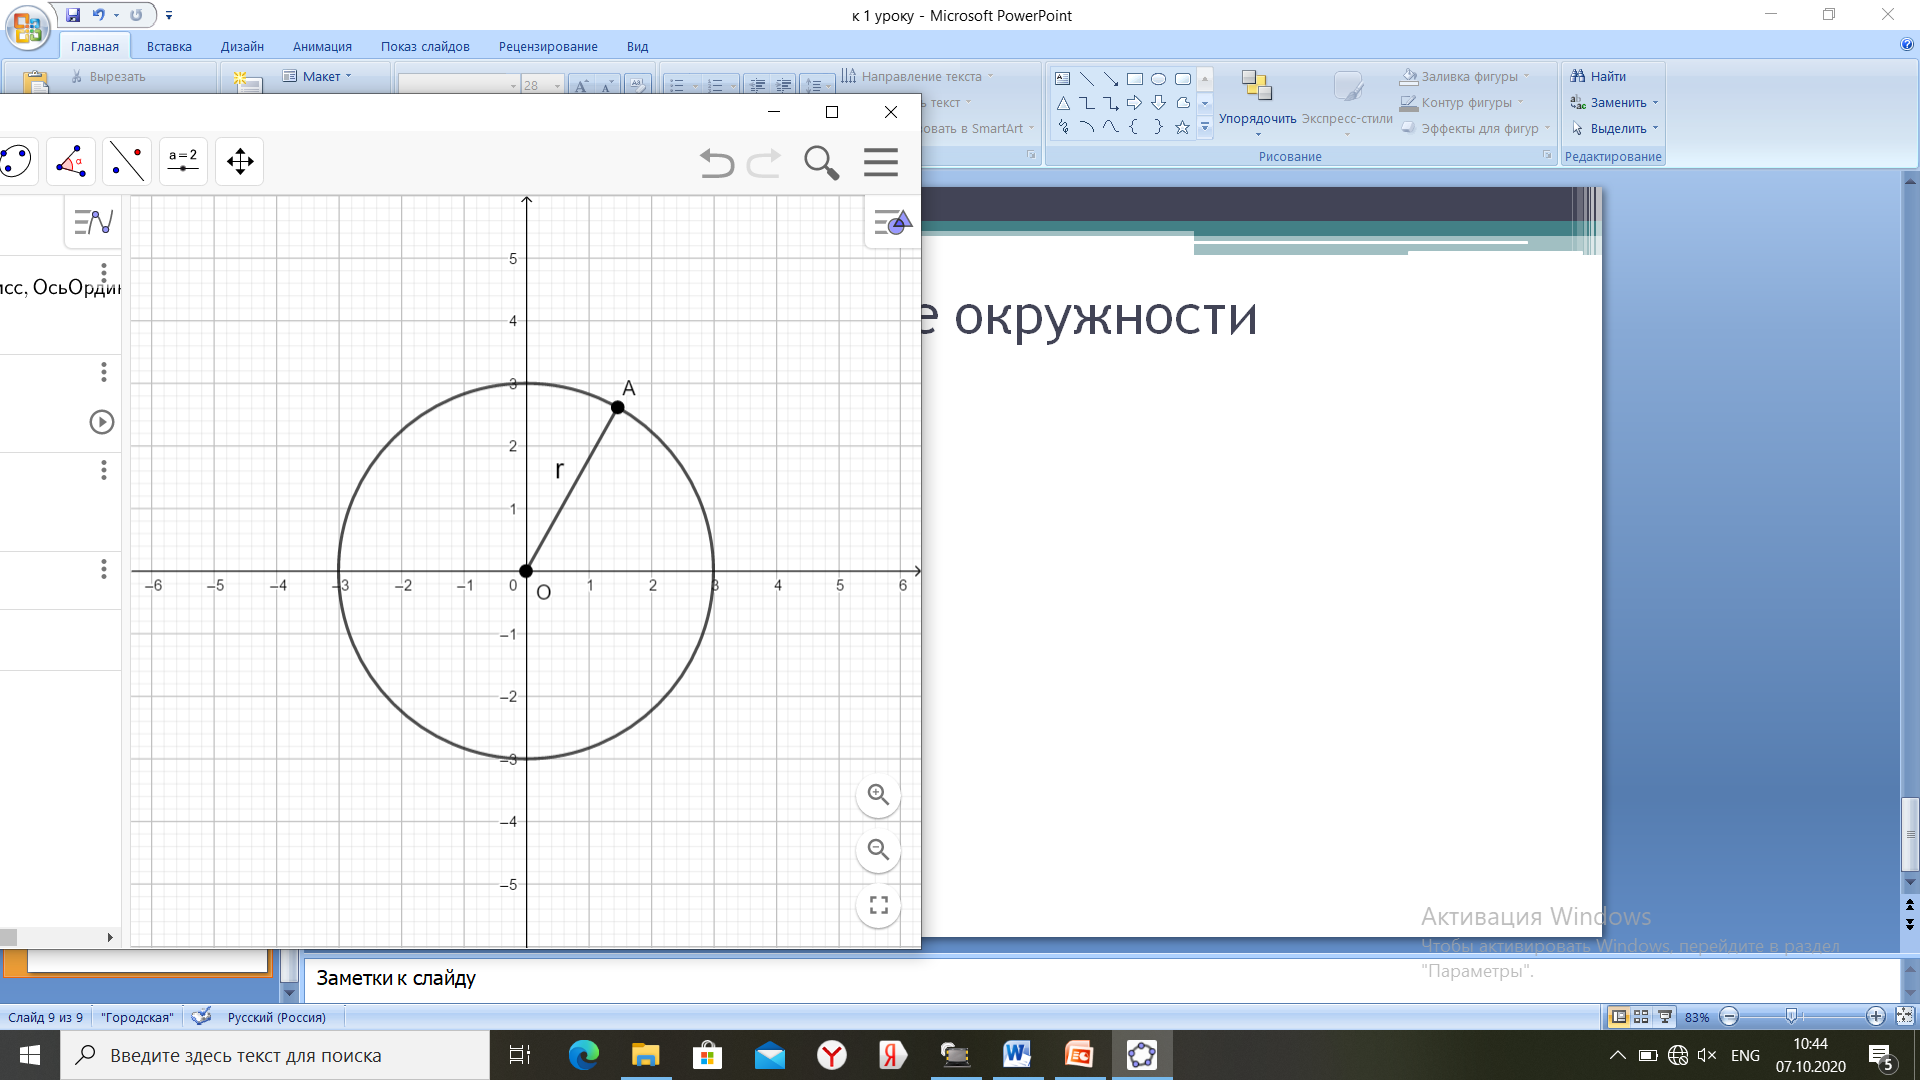 к 1 уроку - Microsoft PowerPoint
Главная Вставка Дизайн Анимация Показ слайдов Рецензирование Вид
Вырезать
Макет
28
Направление текста
текст
Заливка фигуры
Контур фигуры
Эффекты для фигур
Упорядочить
Экспресс-стили
Рисование
Найти
Заменить
Выделить
Редактирование
a=2
α
исс, ОсьОрдин
5
4
3
2
1
–6 –5 –4 –3 –2 –1 0 1 2 3 4 5 6
–1
–2
–3
–4
–5
A
r
O
е окружности
Активация Windows
Чтобы активировать Windows, перейдите в раздел
"Параметры".
Заметки к слайду
Слайд 9 из 9 "Городская" Русский (Россия) 83%
Введите здесь текст для поиска
ENG
10:44
07.10.2020
5